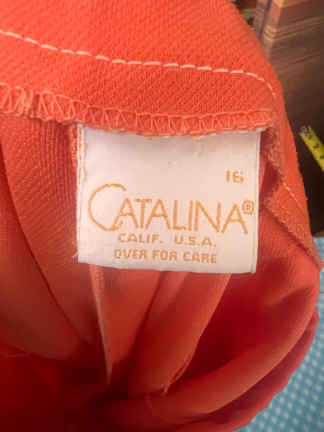 16
CATALINA®
CALIF. U.S.A.
OVER FOR CARE